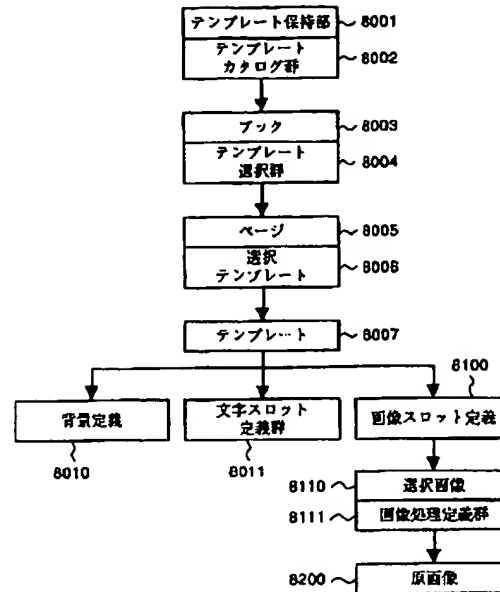 テンプレート保持部 8001
テンプレート
カタログ群 8002
ブック 8003
テンプレート
選択群 8004
ページ 8005
選択
テンプレート 8006
テンプレート 8007
8100
背景定義
文字スロット
定義群
画像スロット定義
8010
8011
8110 選択画像
8111 画像処理定義群
8200 原画像